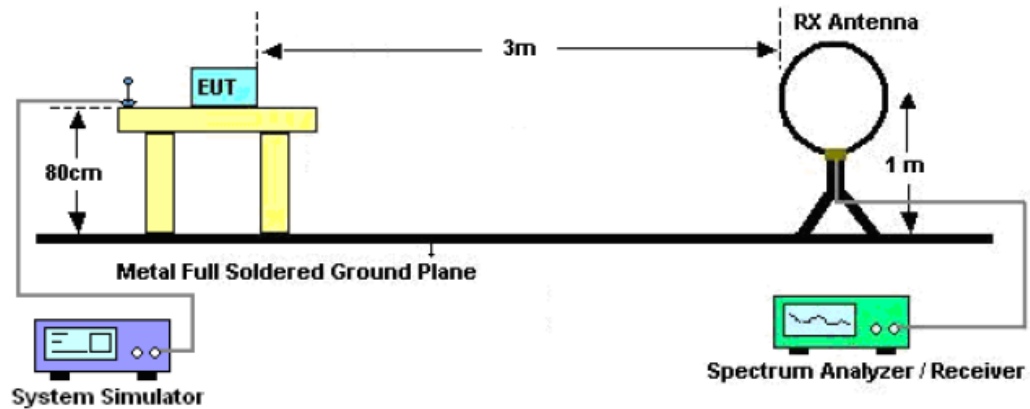 RX Antenna
3m
EUT
80cm
1 m
Metal Full Soldered Ground Plane
System Simulator
Spectrum Analyzer / Receiver